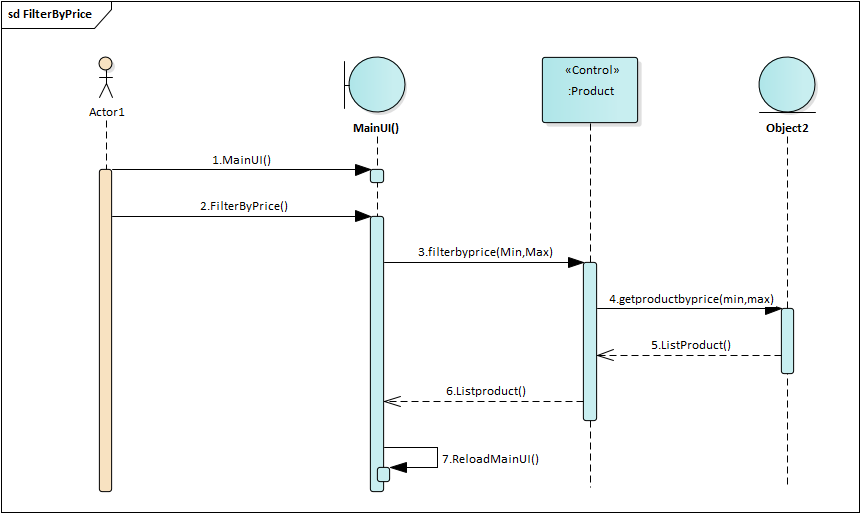 sd FilterByPrice
Actor1
MainUI()
«Control»
:Product
Object2
1.MainUI()
2.FilterByPrice()
3.filterbyprice(Min,Max)
4.getproductbyprice(min,max)
5.ListProduct()
6.Listproduct()
7.ReloadMainUI()